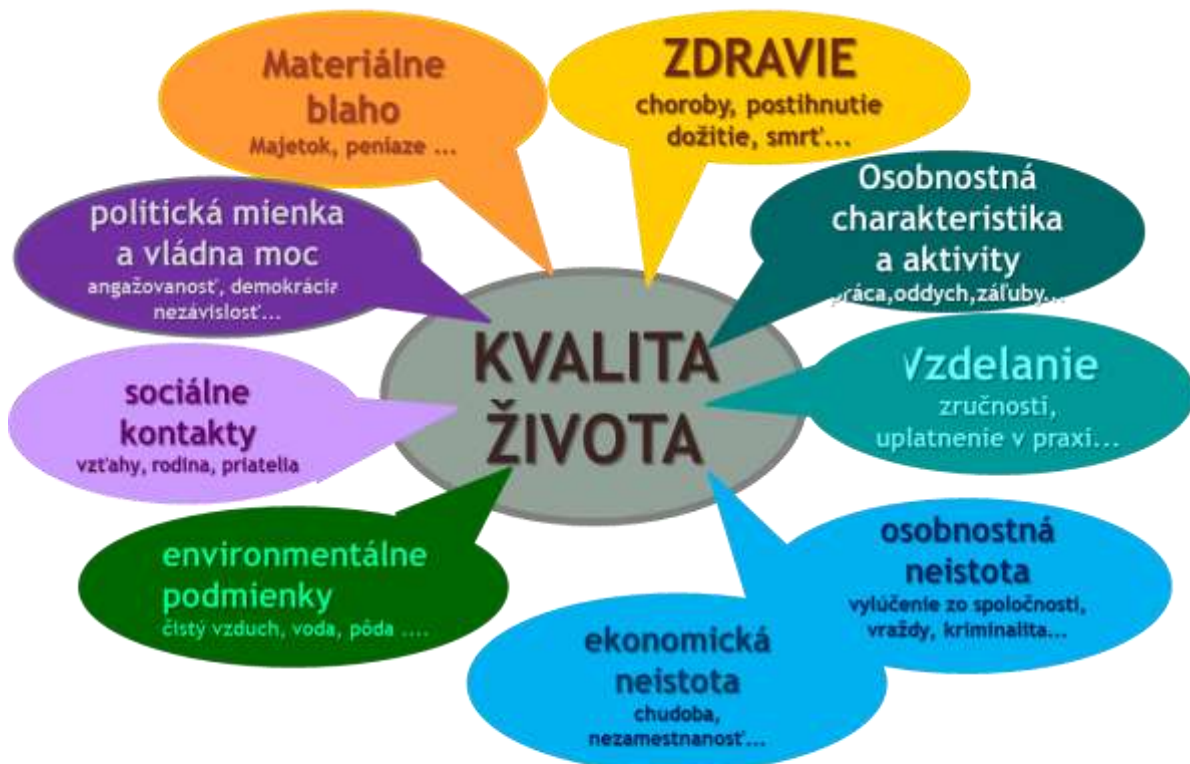 Materiálne
blaho
Majetok, peniaze ...
ZDRAVIE
choroby, postihnutie
dožitie, smrť...
Osobnostná
charakteristika
a aktivity
práca,oddych,záľuby...
politická mienka
a vládna moc
angažovanosť, demokrácia
nezávislosť...
KVALITA
ŽIVOTA
Vzdelanie
zručnosti,
uplatnenie v praxi...
sociálne
kontakty
vzťahy, rodina, priatelia
environmentálne
podmienky
čistý vzduch, voda, pôda ....
osobnostná
neistota
vylúčenie zo spoločnosti,
vraždy, kriminalita...
ekonomická
neistota
chudoba,
nezamestnanosť...